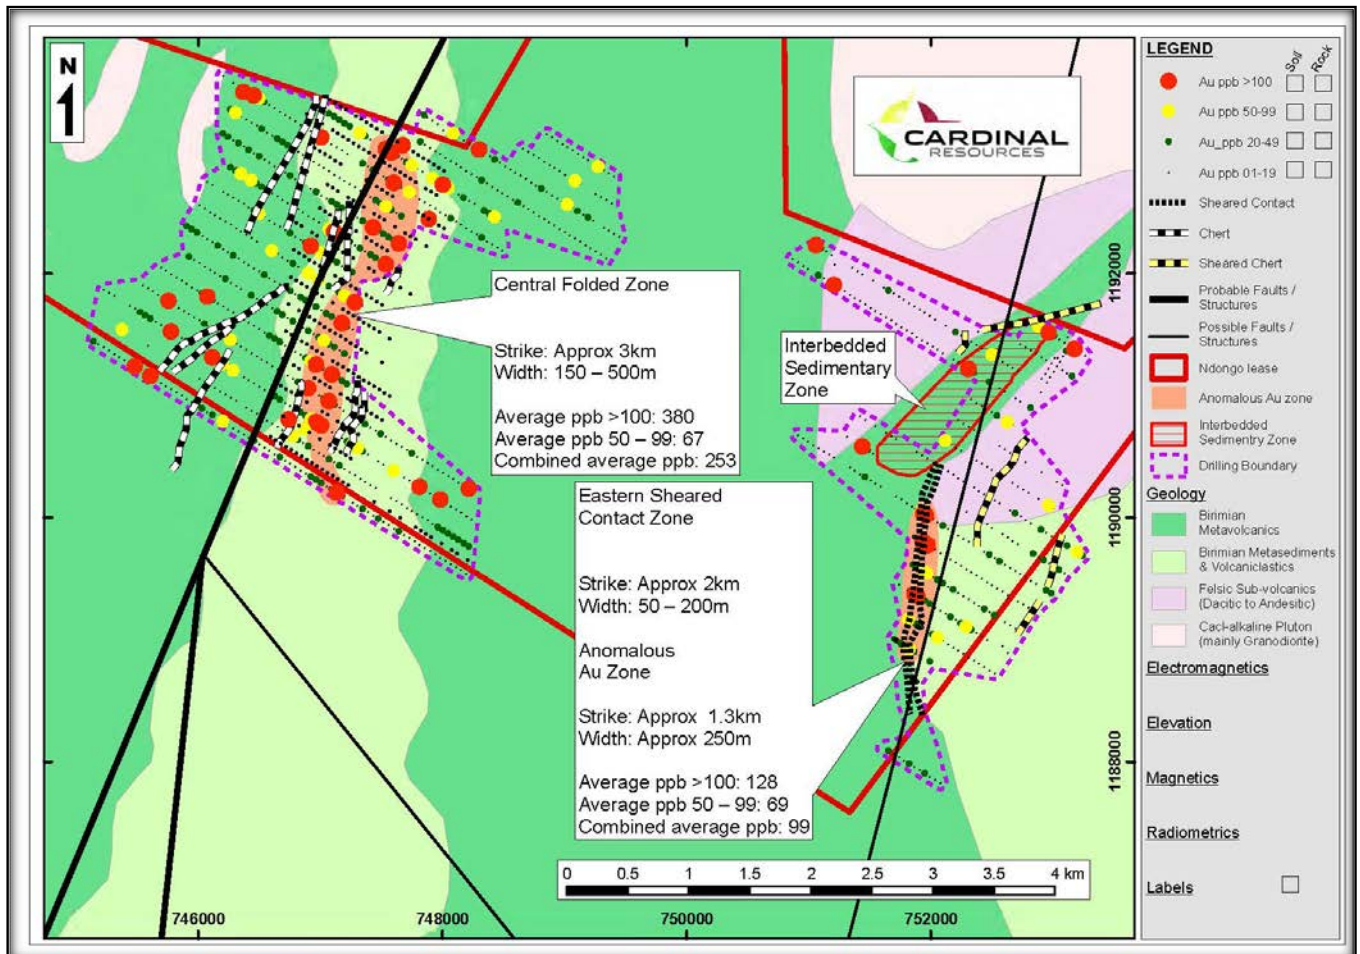 N
CARDINAL
RESOURCES
Central Folded Zone
Strike: Approx 3km
Width: 150 – 500m
Average ppb >100: 380
Average ppb 50 – 99: 67
Combined average ppb: 253
Interbedded
Sedimentary
Zone
Eastern Sheared
Contact Zone
Strike: Approx 2km
Width: 50 – 200m
Anomalous
Au Zone
Strike: Approx 1.3km
Width: Approx 250m
Average ppb >100: 128
Average ppb 50 – 99: 69
Combined average ppb: 99
0 0.5 1 1.5 2 2.5 3 3.5 4 km
746000 748000 750000 752000
1192000
1190000
1188000
LEGEND
Soil Rock
Au ppb >100
Au ppb 50-99
Au_ppb 20-49
Au ppb 01-19
Sheared Contact
Chert
Sheared Chert
Probable Faults /
Structures
Possible Faults /
Structures
Ndongo lease
Anomalous Au zone
Interbedded
Sedimentry Zone
Drilling Boundary
Geology
Birimian
Metavolcanics
Birimian Metasediments
& Volcaniclastics
Felsic Sub-volcanics
(Dacitic to Andesitic)
Cacl-alkaline Pluton
(mainly Granodiorite)
Electromagnetics
Elevation
Magnetics
Radiometrics
Labels